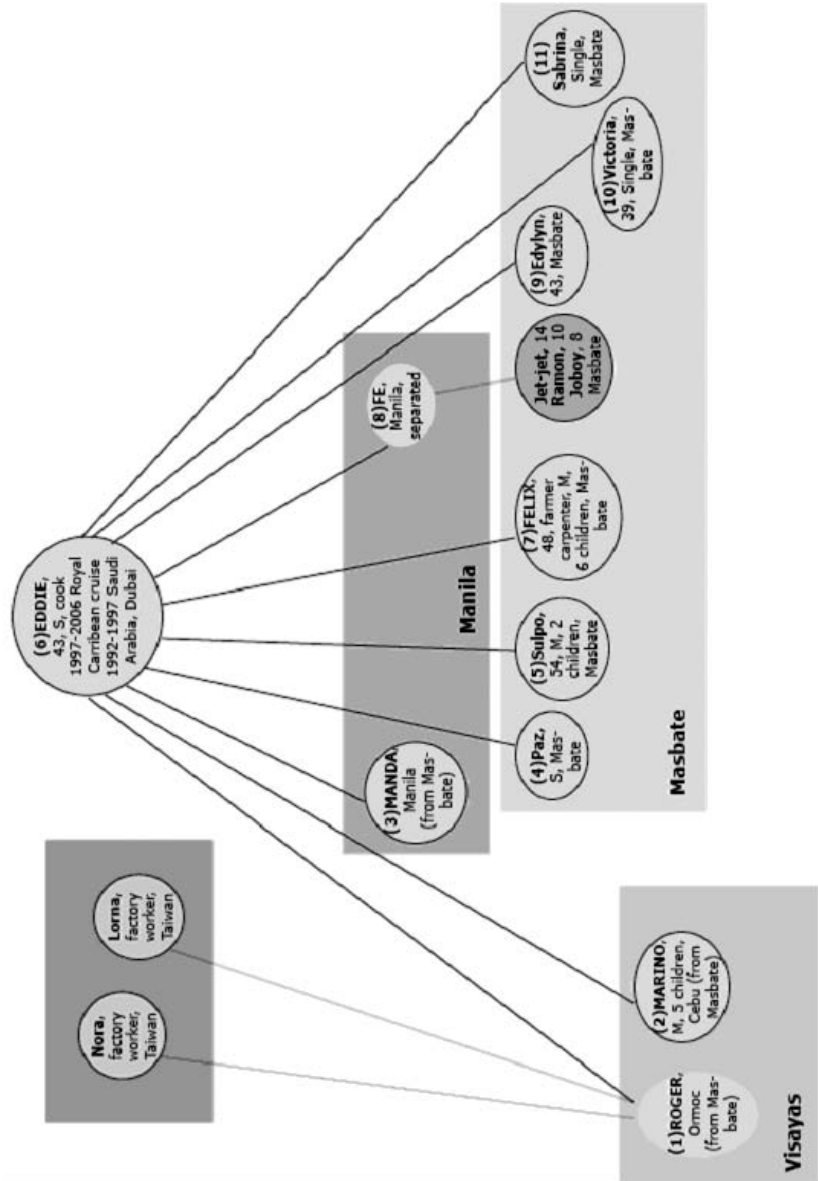 (6)EDDIE,
43, S, cook
1997-2006 Royal
Carribean cruise
1992-1997 Saudi
Arabia, Dubai
Nora,
factory
worker,
Taiwan
Lorna,
factory
worker,
Taiwan
(3)MANDA,
Manila
(from Mas-
bate)
Manila
(8)FE,
Manila,
separated
(1)ROGER,
Ormoc
(from Mas-
bate)
(2)MARINO,
M, 5 children,
Cebu (from
Masbate)
Visayas
(4)Paz,
S, Mas-
bate
(5)Sulpo,
54, M, 2
children,
Masbate
(7)FELIX,
48, farmer
carpenter, M,
6 children, Mas-
bate
Jet-jet, 14
Ramon, 10
Joboy, 8
Masbate
(9)Edylyn,
43, Masbate
(10)Victoria,
39, Single, Mas-
bate
(11)
Sabrina,
Single,
Masbate
Masbate